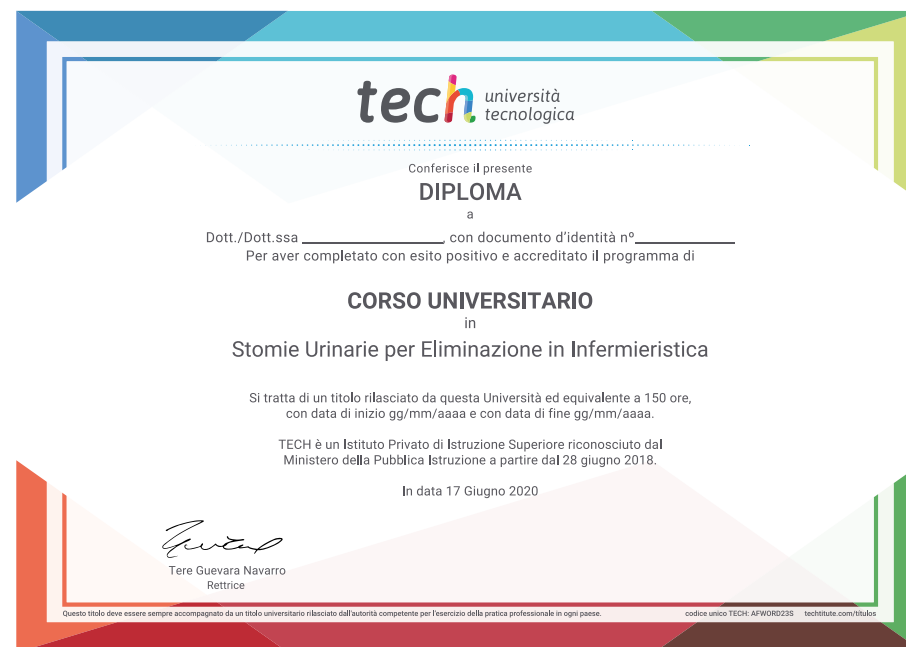 tech università
tecnologica
Conferisce il presente
DIPLOMA
a
Dott./Dott.ssa ____________________, con documento d'identità nº______________
Per aver completato con esito positivo e accreditato il programma di
CORSO UNIVERSITARIO
in
Stomie Urinarie per Eliminazione in Infermieristica
Si tratta di un titolo rilasciato da questa Università ed equivalente a 150 ore,
con data di inizio gg/mm/aaaa e con data di fine gg/mm/aaaa.
TECH è un Istituto Privato di Istruzione Superiore riconosciuto dal
Ministero della Pubblica Istruzione a partire dal 28 giugno 2018.
In data 17 Giugno 2020
Tere Guevara Navarro
Rettrice
Questo titolo deve essere sempre accompagnato da un titolo universitario rilasciato dall'autorità competente per l'esercizio della pratica professionale in ogni paese. codice unico TECH: AFWORD23S techtitute.com/títulos